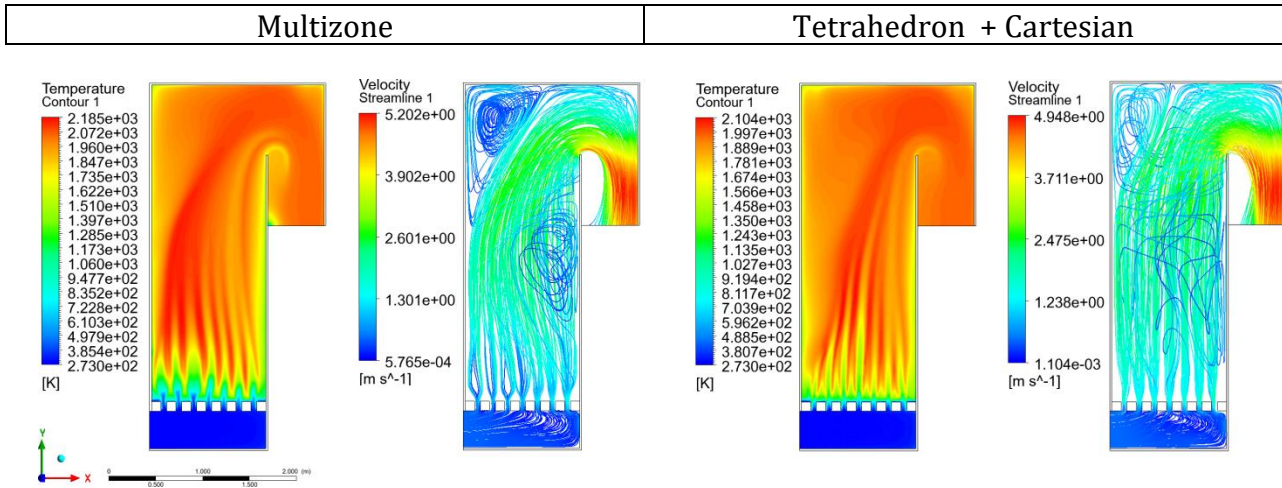 Multizone
Tetrahedron + Cartesian
Temperature
Contour 1
2.185e+03
2.072e+03
1.960e+03
1.847e+03
1.735e+03
1.622e+03
1.510e+03
1.397e+03
1.285e+03
1.173e+03
1.060e+03
9.477e+02
8.352e+02
7.228e+02
6.103e+02
4.979e+02
3.854e+02
2.730e+02
[K]
Velocity
Streamline 1
5.202e+00
3.902e+00
2.601e+00
1.301e+00
5.765e-04
[m s^-1]
Temperature
Contour 1
2.104e+03
1.997e+03
1.889e+03
1.781e+03
1.674e+03
1.566e+03
1.458e+03
1.350e+03
1.243e+03
1.135e+03
1.027e+03
9.194e+02
8.117e+02
7.039e+02
5.962e+02
4.885e+02
3.807e+02
2.730e+02
[K]
Velocity
Streamline 1
4.948e+00
3.711e+00
2.475e+00
1.238e+00
1.104e-03
[m s^-1]
Y
X
0 1.000 2.000 (m)
0.500 1.500